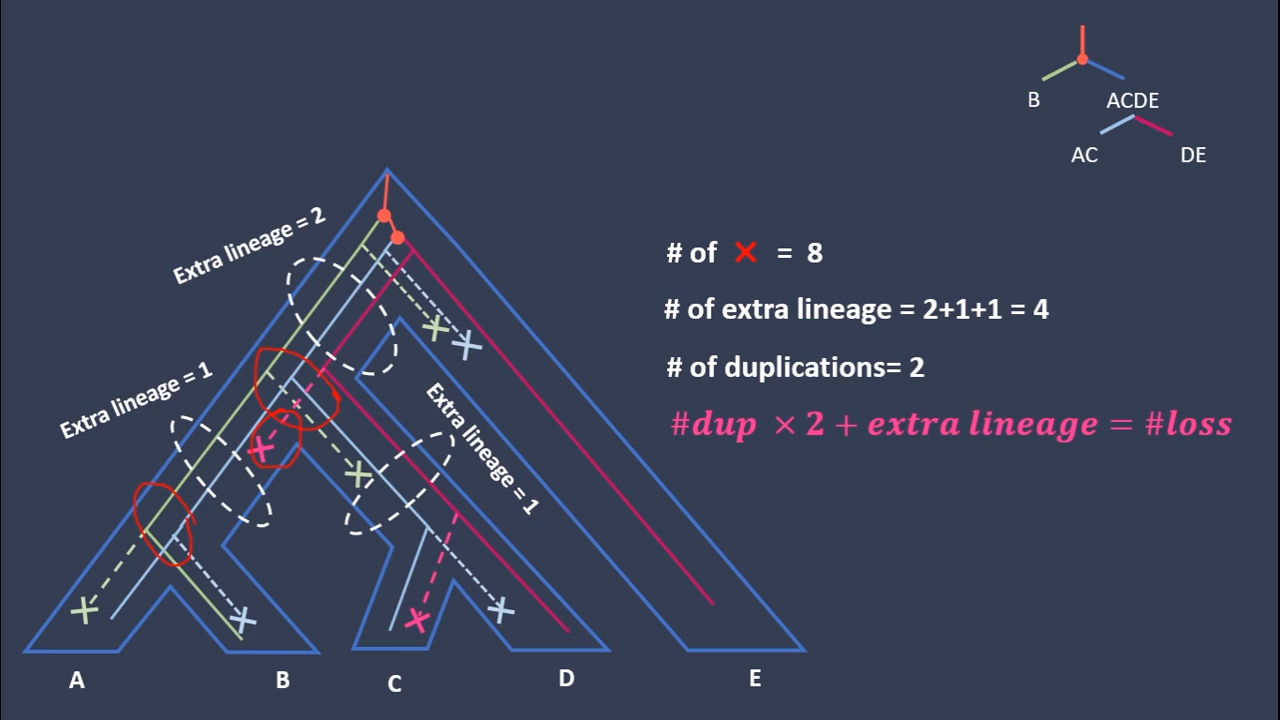 B
ACDE
AC
DE
Extra lineage = 2
Extra lineage = 1
Extra lineage = 1
# of ✕ = 8
# of extra lineage = 2+1+1 = 4
# of duplications= 2
#dup × 2 + extra lineage = #loss
A
B
C
D
E